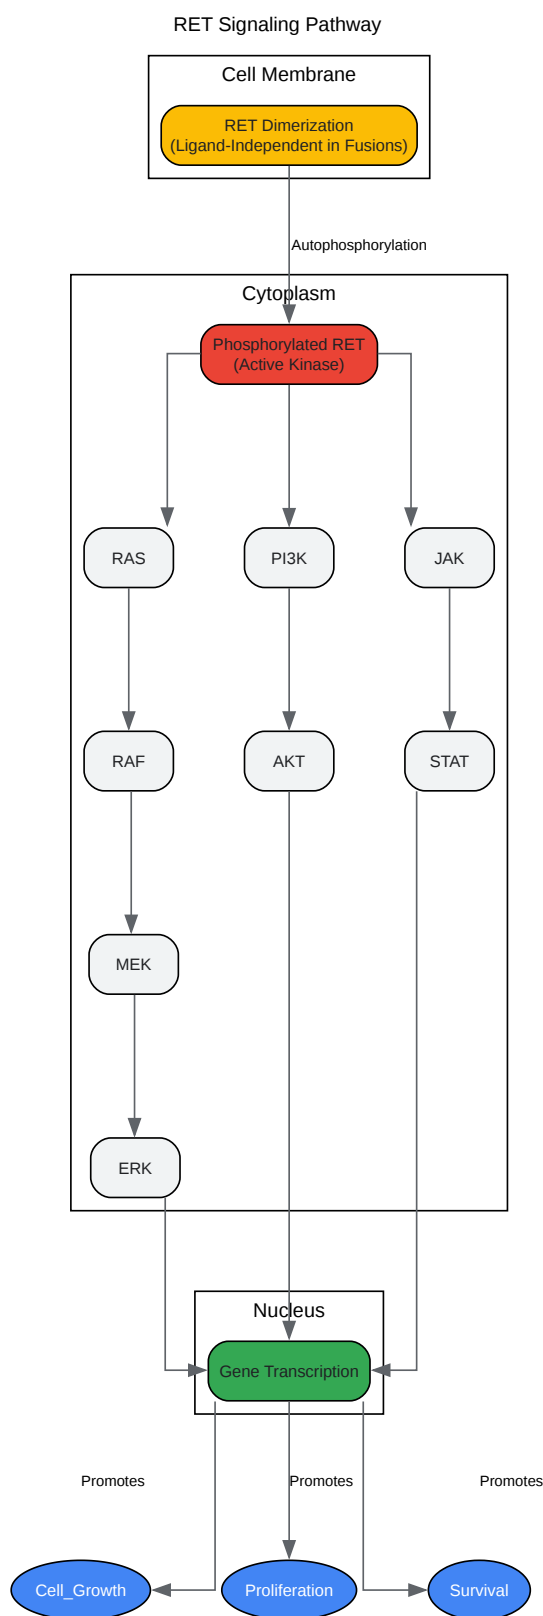 RET Signaling Pathway
Cell Membrane
RET Dimerization
(Ligand-Independent in Fusions)
Autophosphorylation
Cytoplasm
Phosphorylated RET
(Active Kinase)
RAS
PI3K
JAK
RAF
AKT
STAT
MEK
ERK
Nucleus
Gene Transcription
Promotes
Promotes
Promotes
Cell_Growth
Proliferation
Survival